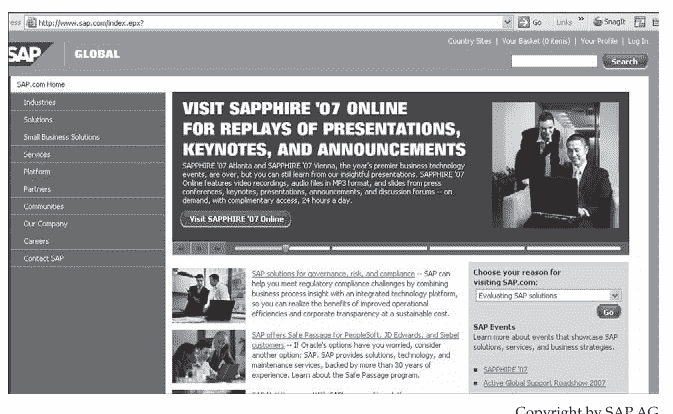 ess http://www.sap.com/index.epx? Go Links » SnagIt
Country Sites | Your Basket (0 items) | Your Profile | Log In
SAP GLOBAL
Search
SAP.com Home
Industries
Solutions
Small Business Solutions
Services
Platform
Partners
Communities
Our Company
Careers
Contact SAP
VISIT SAPPHIRE '07 ONLINE
FOR REPLAYS OF PRESENTATIONS,
KEYNOTES, AND ANNOUNCEMENTS
SAPPHIRE '07 Atlanta and SAPPHIRE '07 Vienna, the year's premier business technology
events, are over, but you can still learn from our insightful presentations. SAPPHIRE '07
Online features video recordings, audio files in MP3 format, and slides from press
conferences, keynotes, presentations, announcements, and discussion forums -- on
demand, with complimentary access, 24 hours a day.
Visit SAPPHIRE '07 Online
SAP solutions for governance, risk, and compliance -- SAP can
help you meet regulatory compliance challenges by combining
business process insight with an integrated technology platform,
so you can realize the benefits of improved operational
efficiencies and corporate transparency at a sustainable cost.
SAP offers Safe Passage for PeopleSoft, JD Edwards, and Siebel
customers -- If Oracle's options have you worried, consider
another option: SAP. SAP provides solutions, technology, and
maintenance services, backed by more than 30 years of
experience. Learn about the Safe Passage program.
Choose your reason for
visiting SAP.com:
Evaluating SAP solutions
Go
SAP Events
Learn more about events that showcase SAP
solutions, services, and business strategies.
SAPPHIRE '07
Active Global Support Roadshow 2007
Copyright by SAP AG